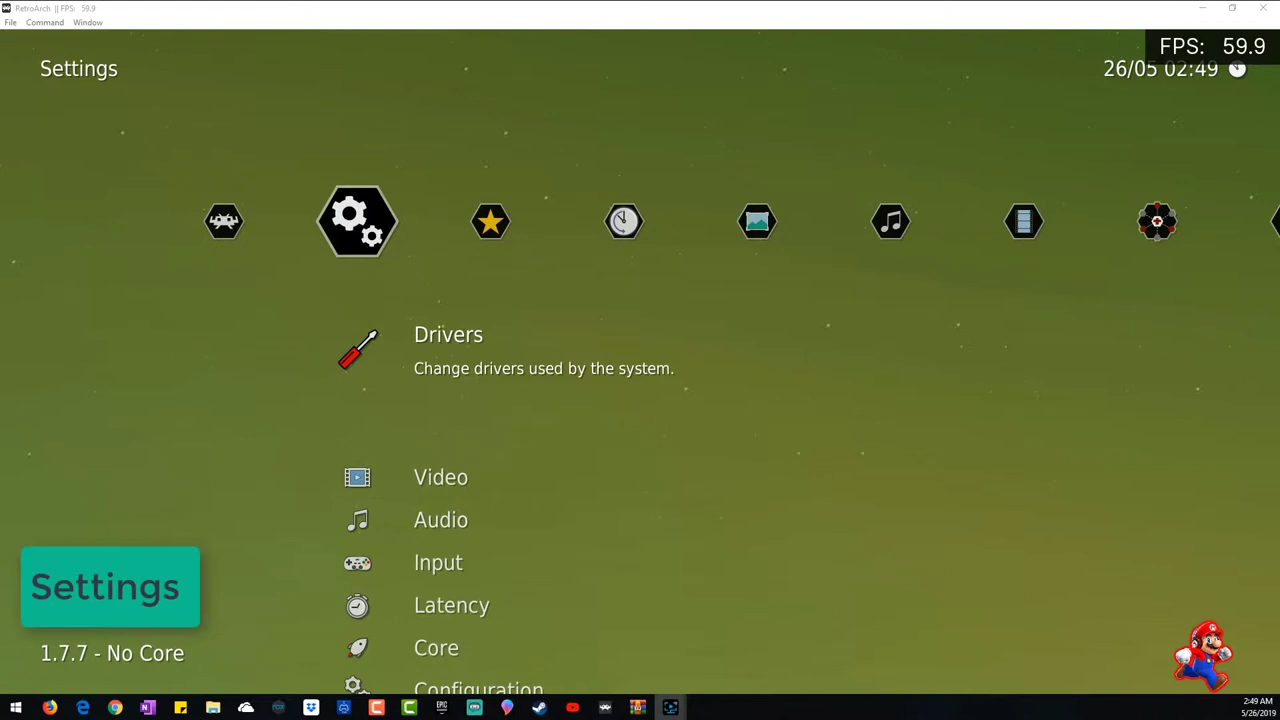 RetroArch || FPS: 59.9
File Command Window
FPS: 59.9
Settings
26/05 02:49
Drivers
Change drivers used by the system.
Video
Audio
Input
Latency
Core
Configuration
Settings
1.7.7 - No Core
2:49 AM
5/26/2019